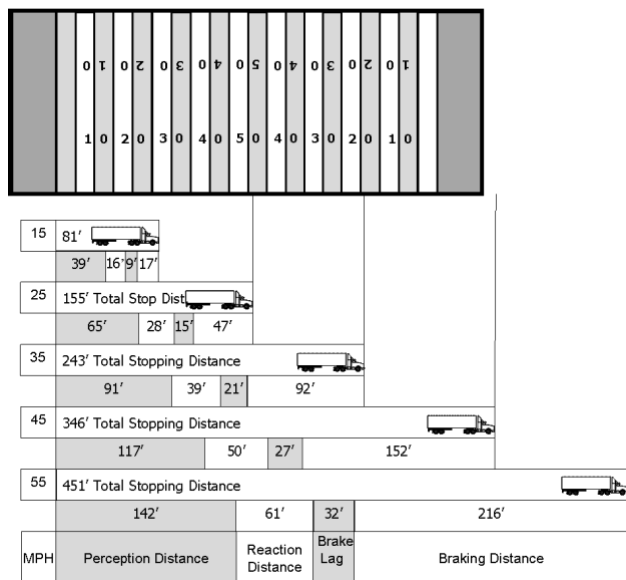 1 0 2 0 3 0 4 0 5 0 4 0 3 0 2 0 1 0
1 0 2 0 3 0 4 0 5 0 4 0 3 0 2 0 1 0
15 81′
39′ 16' 9′ 17′
25 155′ Total Stop Dist
65′ 28′ 15′ 47′
35 243′ Total Stopping Distance
91′ 39′ 21′ 92′
45 346′ Total Stopping Distance
117′ 50′ 27′ 152′
55 451′ Total Stopping Distance
142′ 61′ 32′ 216′
MPH Perception Distance
Reaction
Distance
Brake
Lag
Braking Distance